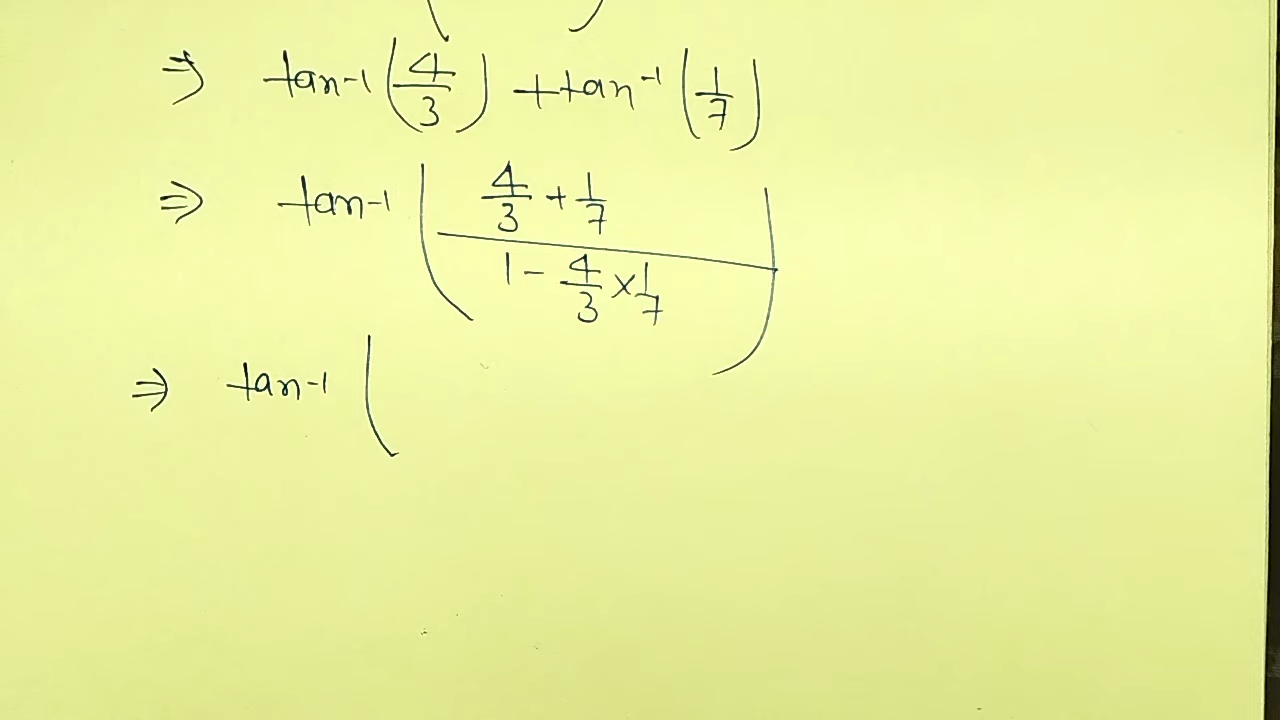 ⇒ tan-1 (4/3) + tan-1 (1/7)
⇒ tan-1 ( (4/3 + 1/7) / (1 - 4/3 × 1/7) )
⇒ tan-1 (